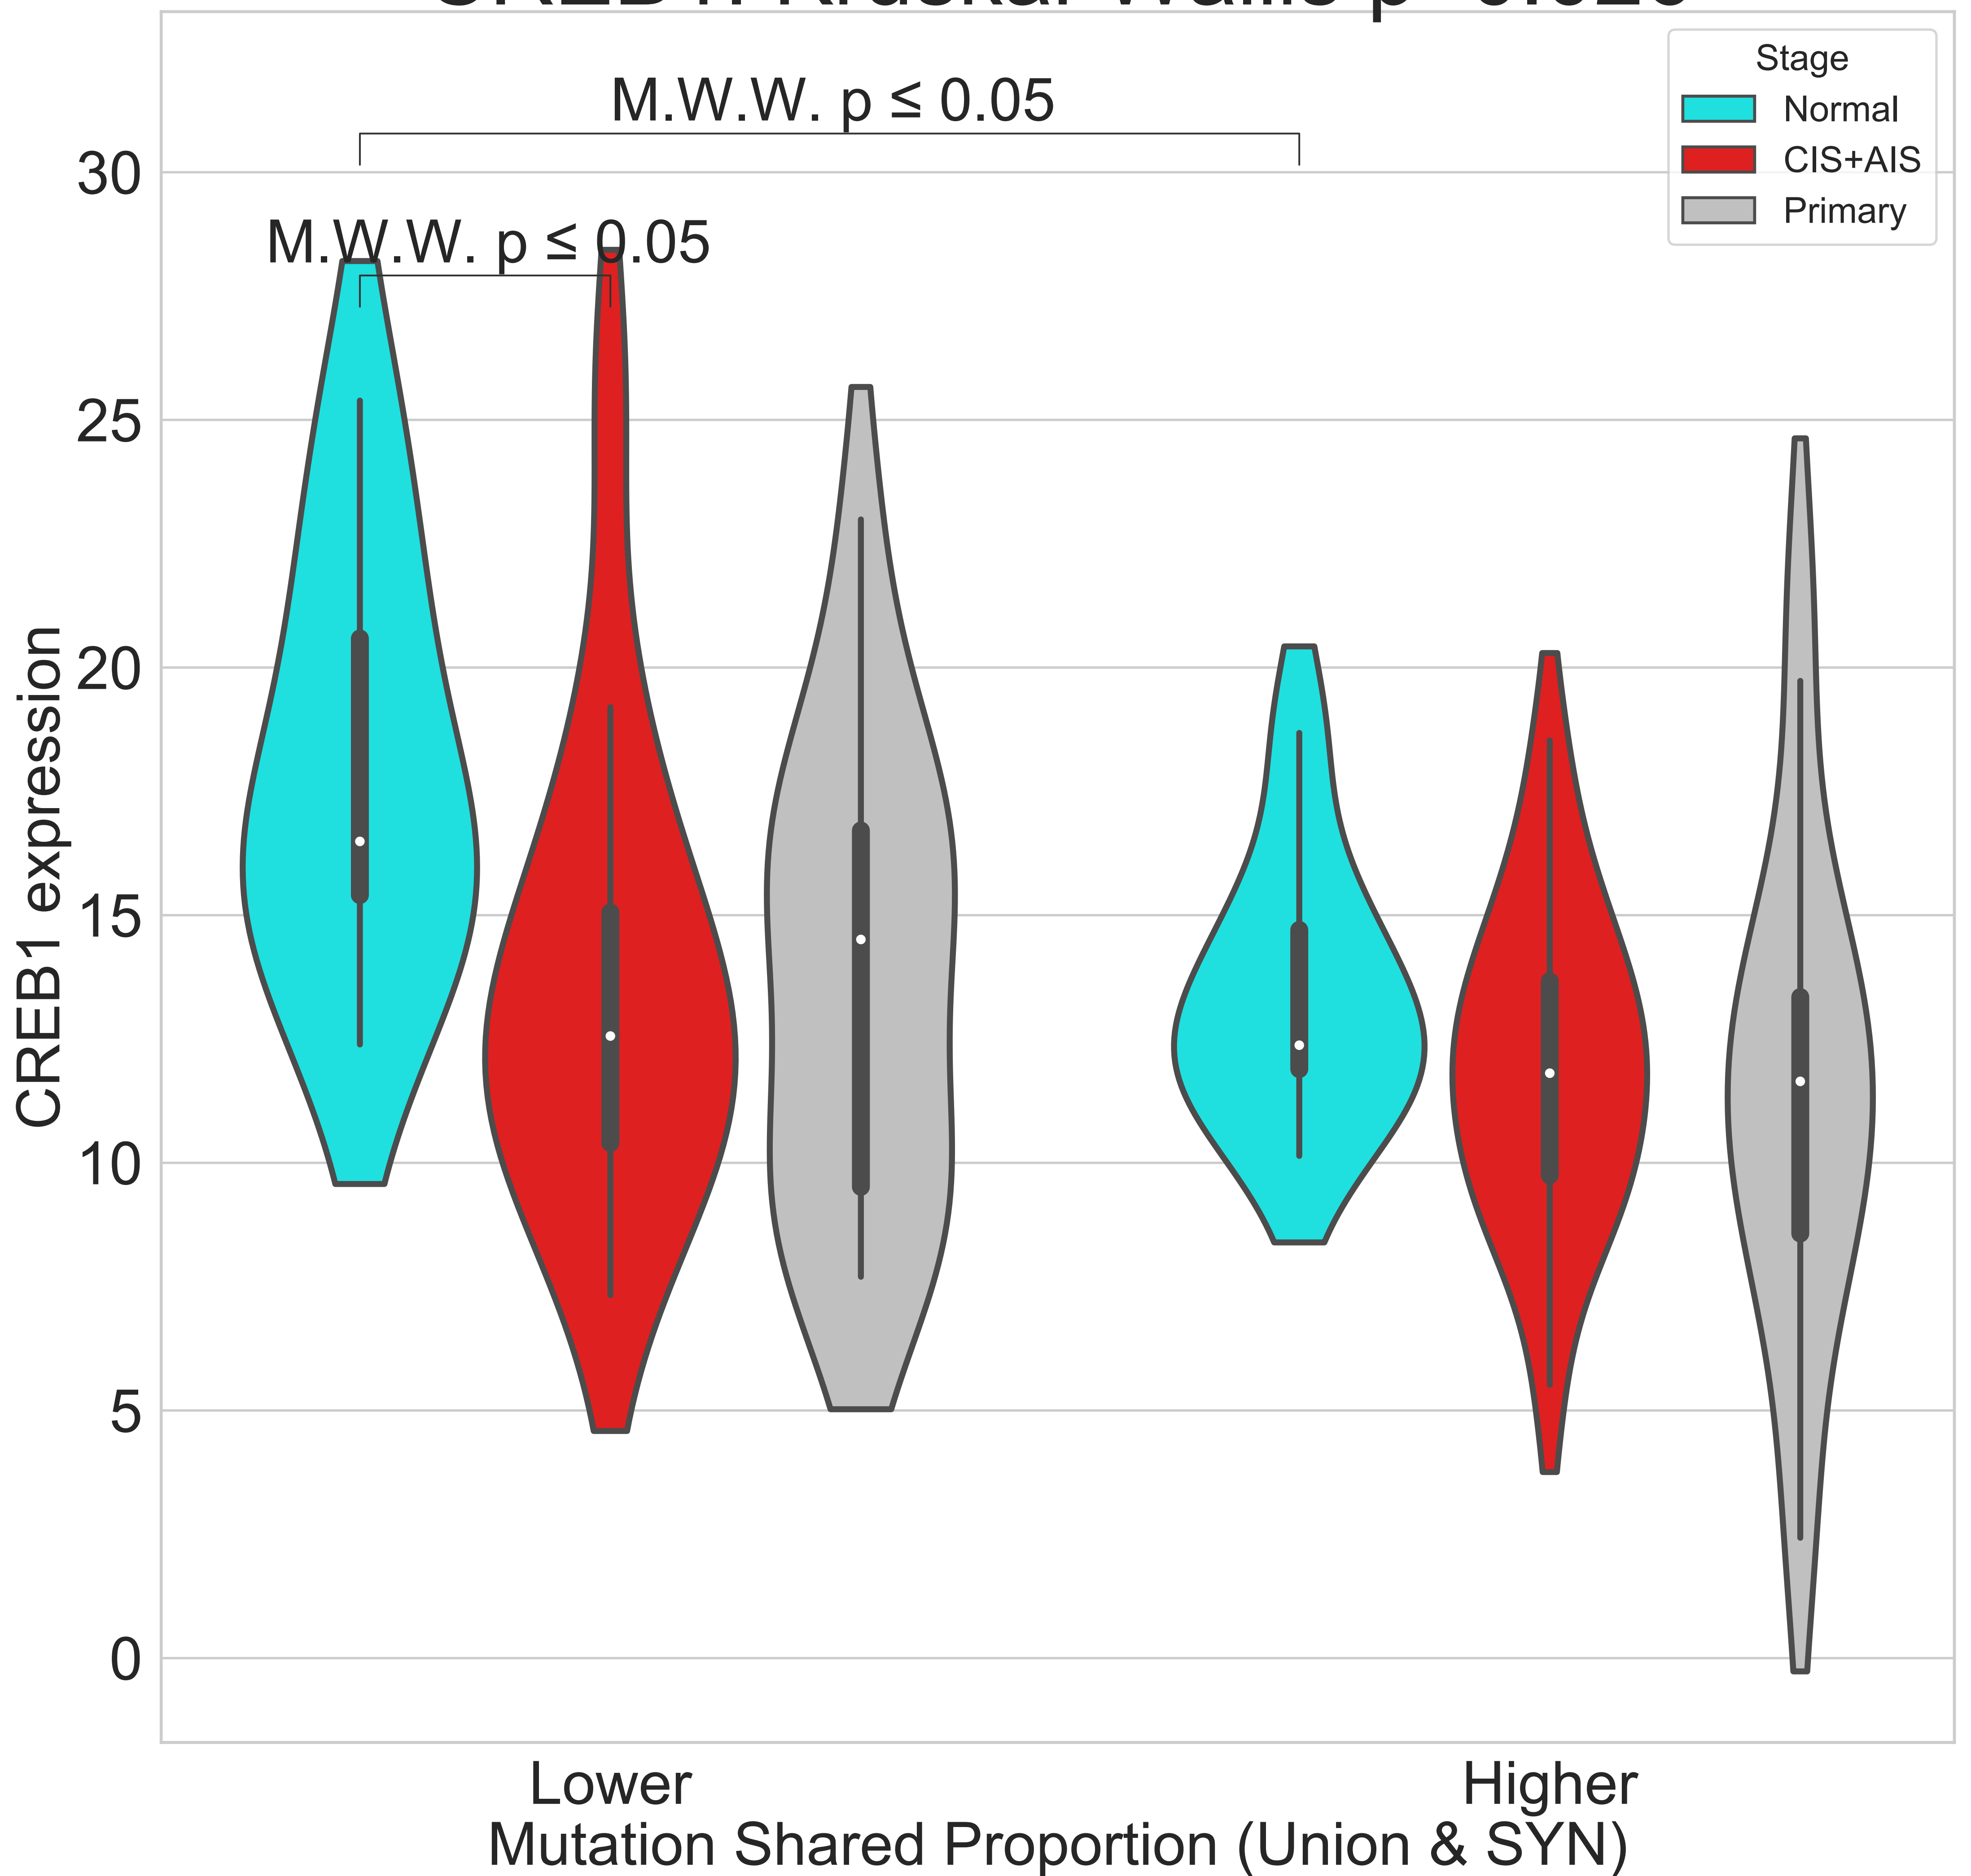 Stage
Normal
CIS+AIS
Primary
M.W.W. p ≤ 0.05
M.W.W. p ≤ 0.05
30
25
20
15
10
5
0
CREB1 expression
Lower
Higher
Mutation Shared Proportion (Union & SYN)